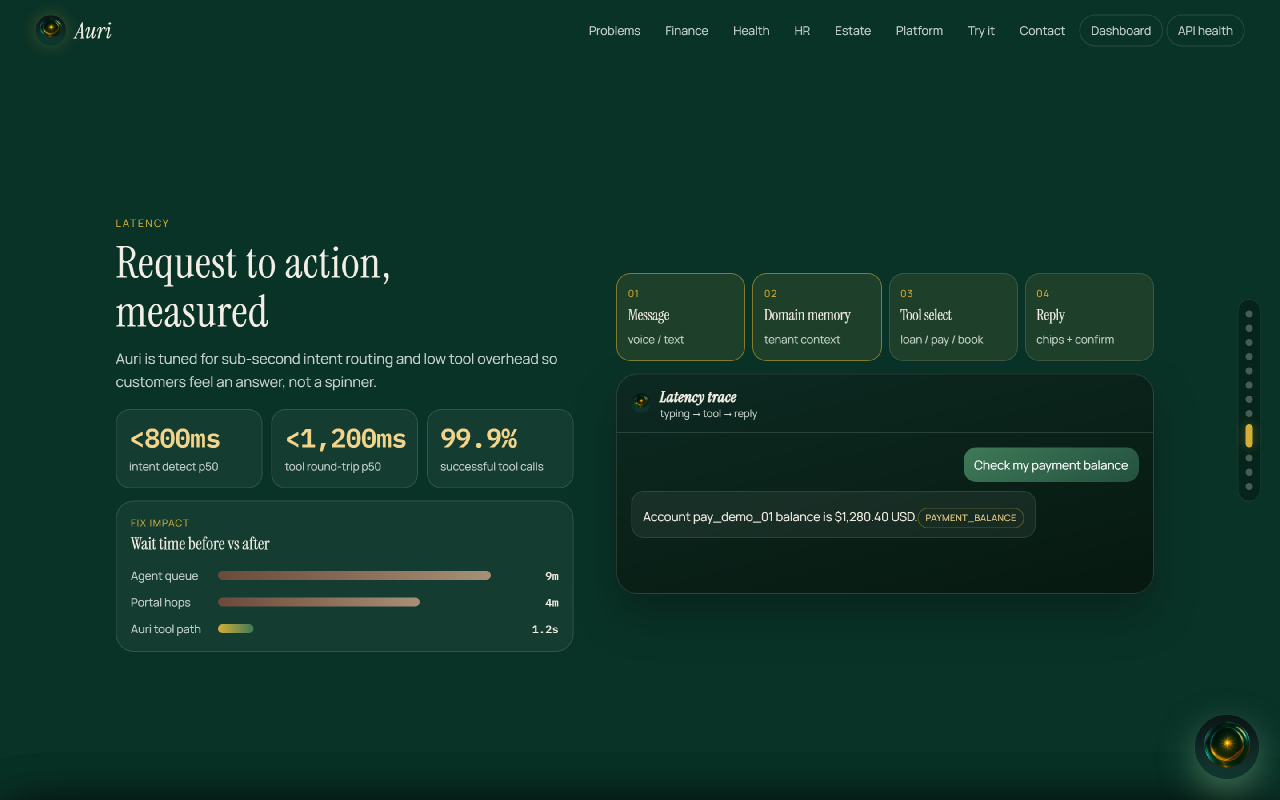 Auri
Problems
Finance
Health
HR
Estate
Platform
Try it
Contact
Dashboard
API health
LATENCY
Request to action,
measured
Auri is tuned for sub-second intent routing and low tool overhead so
customers feel an answer, not a spinner.
<800ms
intent detect p50
<1,200ms
tool round-trip p50
99.9%
successful tool calls
FIX IMPACT
Wait time before vs after
Agent queue 9m
Portal hops 4m
Auri tool path 1.2s
01
Message
voice / text
02
Domain memory
tenant context
03
Tool select
loan / pay / book
04
Reply
chips + confirm
Latency trace
typing → tool → reply
Check my payment balance
Account pay_demo_01 balance is $1,280.40 USD. PAYMENT_BALANCE